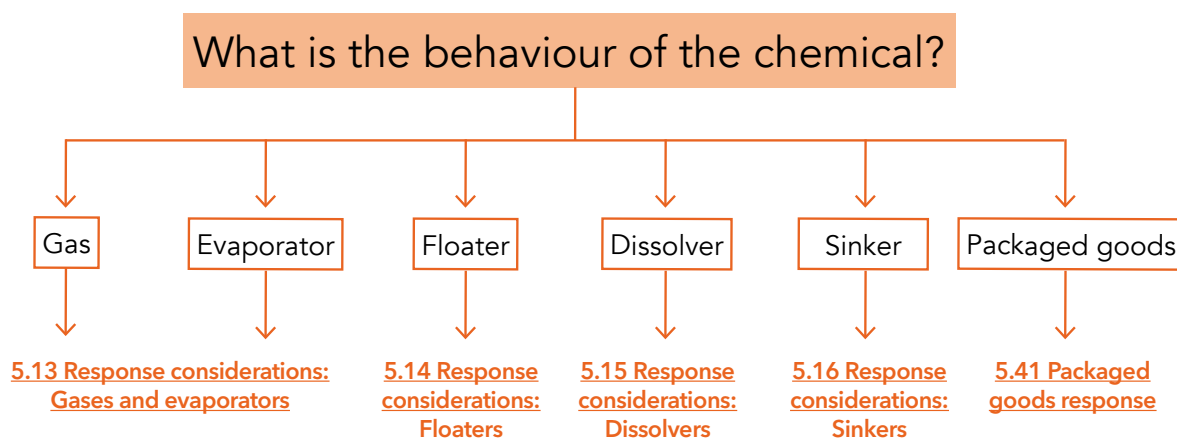 What is the behaviour of the chemical?
Gas
Evaporator
Floater
Dissolver
Sinker
Packaged goods
5.13 Response considerations:
Gases and evaporators
5.14 Response
considerations:
Floaters
5.15 Response
considerations:
Dissolvers
5.16 Response
considerations:
Sinkers
5.41 Packaged
goods response